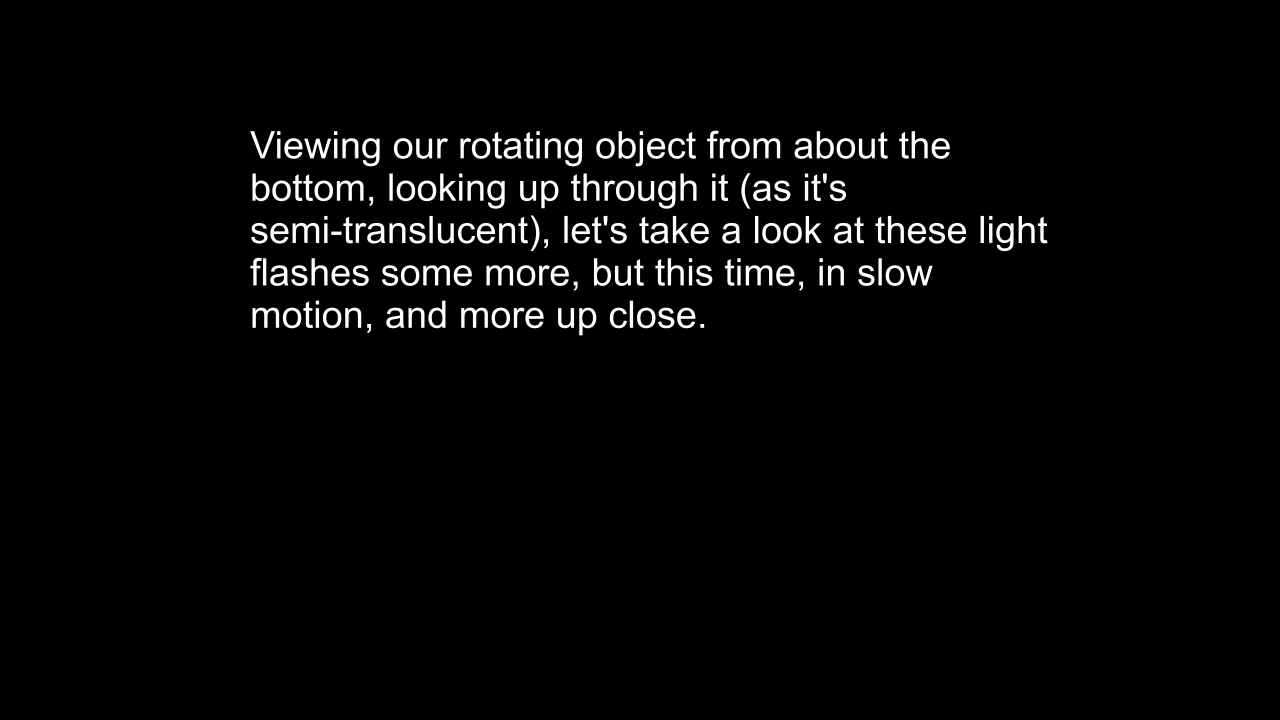 Viewing our rotating object from about the
bottom, looking up through it (as it's
semi-translucent), let's take a look at these light
flashes some more, but this time, in slow
motion, and more up close.